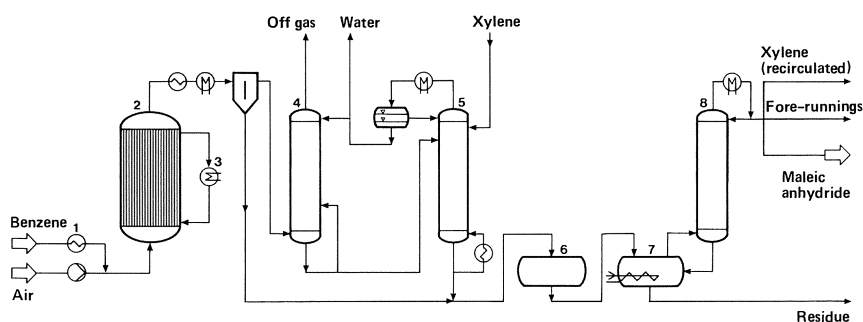 Off gas
Water
Xylene
Xylene
(recirculated)
Fore-runnings
Maleic
anhydride
Benzene
Air
Residue
1
2
3
4
5
6
7
8